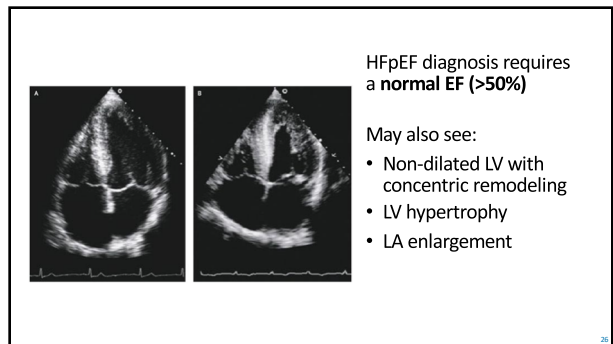 A
B
HFpEF diagnosis requires
a normal EF (>50%)
May also see:
• Non-dilated LV with
concentric remodeling
• LV hypertrophy
• LA enlargement
26